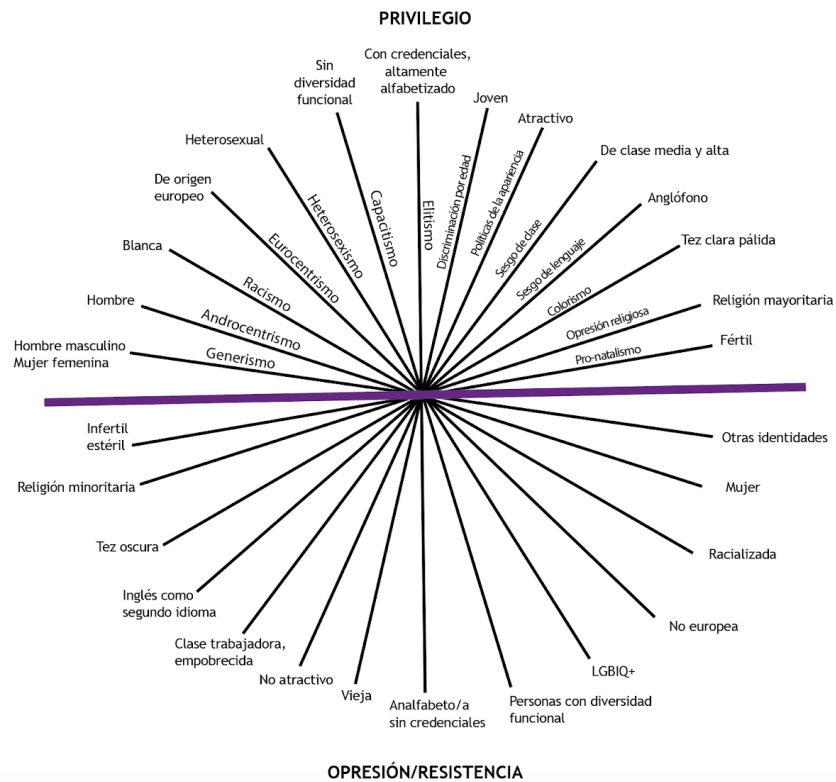 PRIVILEGIO
Con credenciales,
altamente
alfabetizado
Sin
diversidad
funcional
Joven
Atractivo
Heterosexual
De clase media y alta
De origen
europeo
Anglófono
Blanca
Tez clara pálida
Hombre
Religión mayoritaria
Hombre masculino
Mujer femenina
Fértil
Generismo
Androcentrismo
Racismo
Eurocentrismo
Heterosexismo
Capacitismo
Elitismo
Discriminación por edad
Políticas de la apariencia
Sesgo de clase
Sesgo de lenguaje
Colorismo
Opresión religiosa
Pro-natalismo
Infertil
estéril
Otras identidades
Religión minoritaria
Mujer
Tez oscura
Racializada
Inglés como
segundo idioma
No europea
Clase trabajadora,
empobrecida
LGBIQ+
No atractivo
Vieja
Analfabeto/a
sin credenciales
Personas con diversidad
funcional
OPRESIÓN/RESISTENCIA